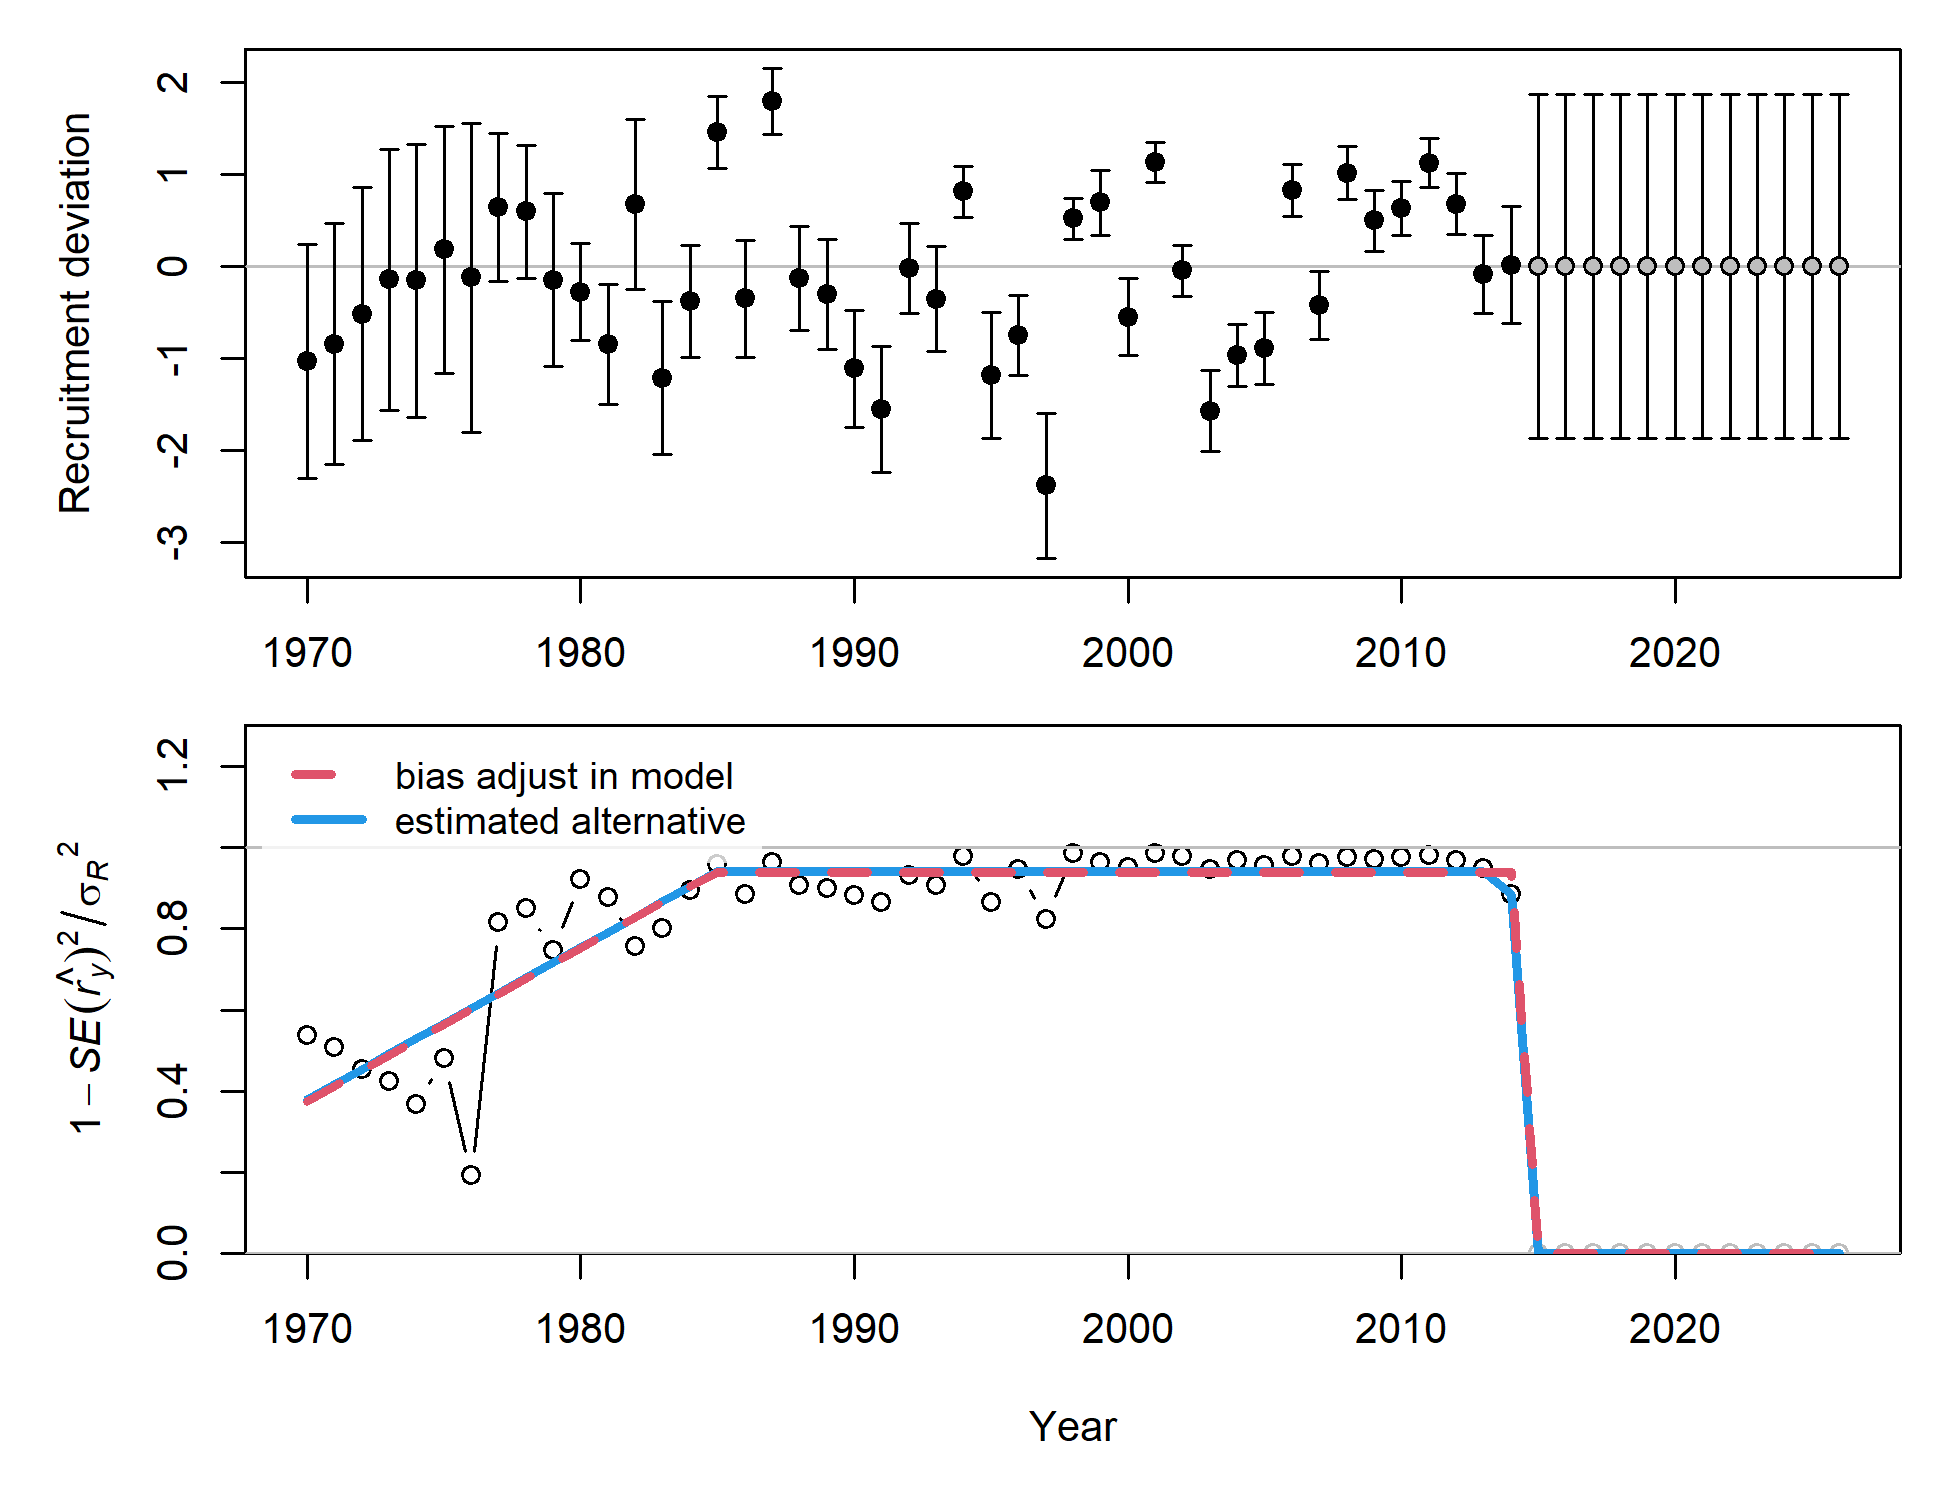 Recruitment deviation
2
1
0
-1
-2
-3
1970 1980 1990 2000 2010 2020
bias adjust in model
estimated alternative
1 − SE(r̂_y)² / σ_R²
1.2
0.8
0.4
0.0
1970 1980 1990 2000 2010 2020
Year